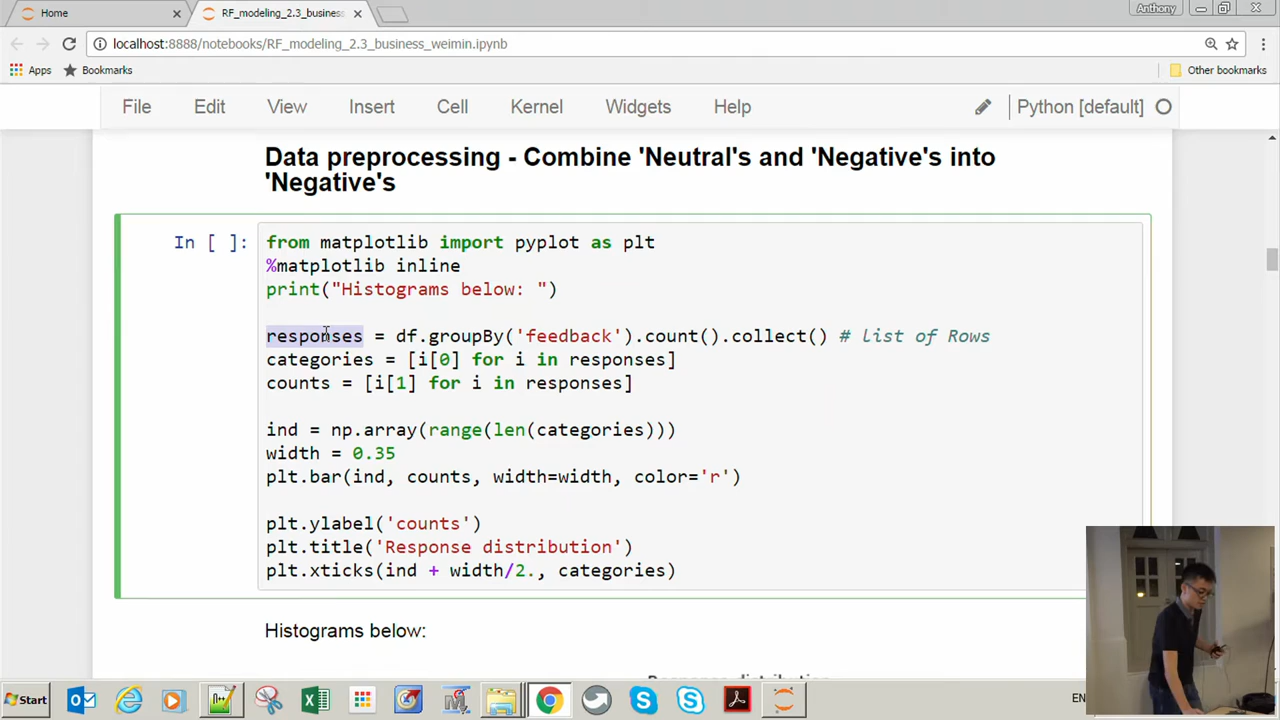 Home
RF_modeling_2.3_business_
Anthony
localhost:8888/notebooks/RF_modeling_2.3_business_weimin.ipynb
Apps
Bookmarks
Other bookmarks
File
Edit
View
Insert
Cell
Kernel
Widgets
Help
Python [default]
Data preprocessing - Combine 'Neutral's and 'Negative's into
'Negative's
In [ ]:
from matplotlib import pyplot as plt
%matplotlib inline
print("Histograms below: ")
responses = df.groupBy('feedback').count().collect() # list of Rows
categories = [i[0] for i in responses]
counts = [i[1] for i in responses]
ind = np.array(range(len(categories)))
width = 0.35
plt.bar(ind, counts, width=width, color='r')
plt.ylabel('counts')
plt.title('Response distribution')
plt.xticks(ind + width/2., categories)
Histograms below:
Response distribution
Start
EN